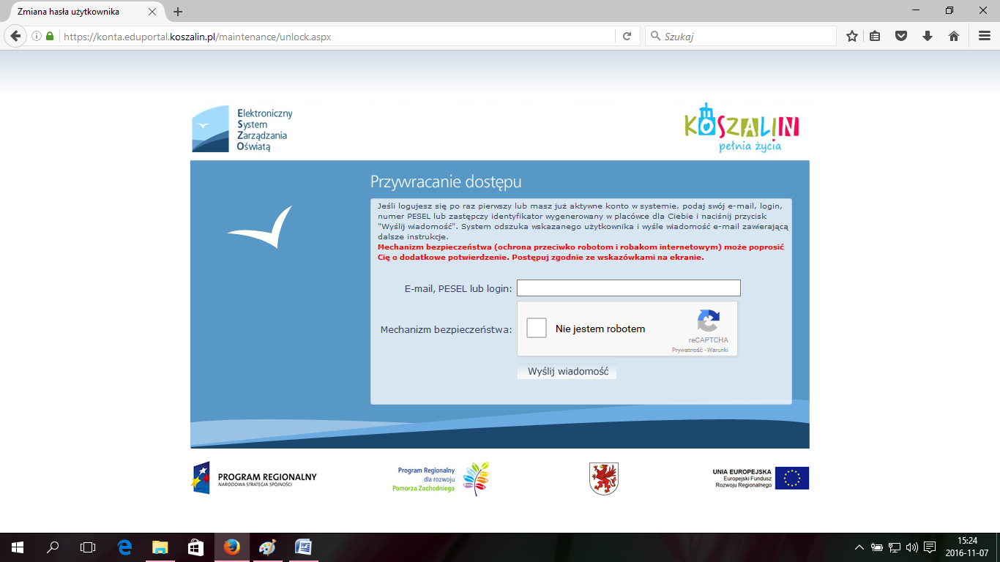 Zmiana hasła użytkownika
https://konta.eduportal.koszalin.pl/maintenance/unlock.aspx
Szukaj
Elektroniczny
System
Zarządzania
Oświatą
KOSZALIN
pełnia życia
Przywracanie dostępu
Jeśli logujesz się po raz pierwszy lub masz już aktywne konto w systemie, podaj swój e-mail, login,
numer PESEL lub zastępczy identyfikator wygenerowany w placówce dla Ciebie i naciśnij przycisk
"Wyślij wiadomość". System odszuka wskazanego użytkownika i wyśle wiadomość e-mail zawierającą
dalsze instrukcje.
Mechanizm bezpieczeństwa (ochrona przeciwko robotom i robakom internetowym) może poprosić
Cię o dodatkowe potwierdzenie. Postępuj zgodnie ze wskazówkami na ekranie.
E-mail, PESEL lub login:
Mechanizm bezpieczeństwa:
Nie jestem robotem
reCAPTCHA
Prywatność - Warunki
Wyślij wiadomość
PROGRAM REGIONALNY
NARODOWA STRATEGIA SPÓJNOŚCI
Program Regionalny
dla rozwoju
Pomorza Zachodniego
UNIA EUROPEJSKA
Europejski Fundusz
Rozwoju Regionalnego
15:24
2016-11-07